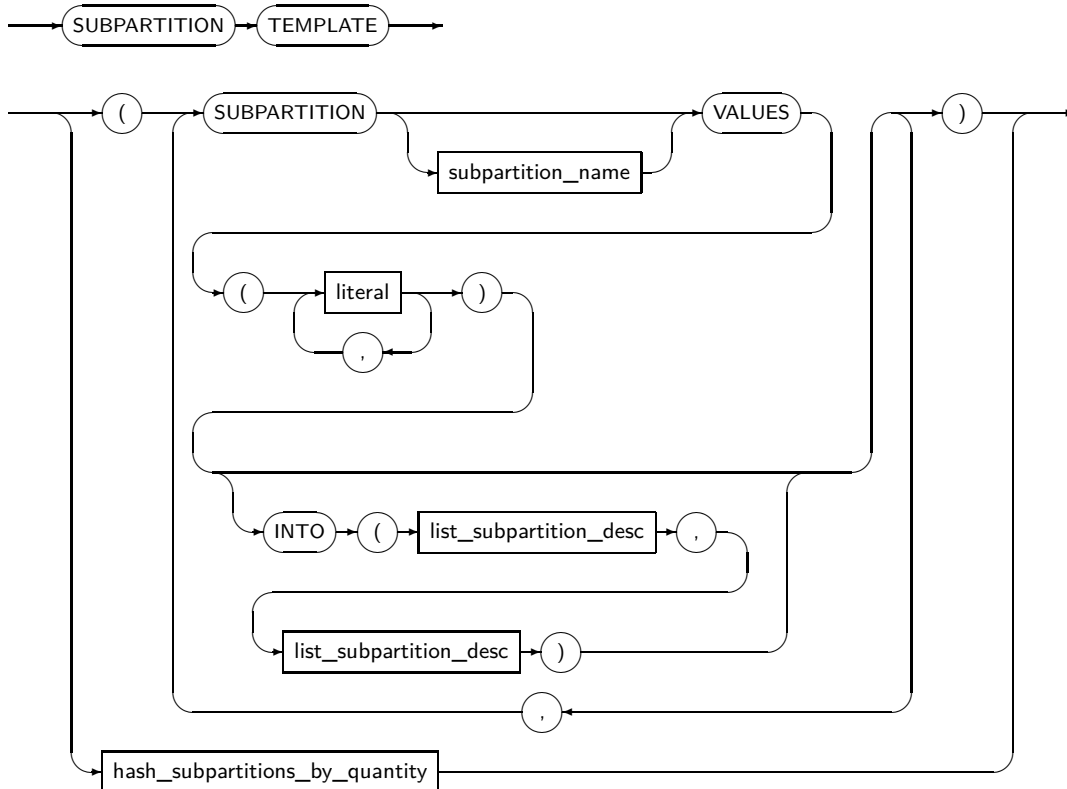 SUBPARTITION TEMPLATE
( SUBPARTITION VALUES
subpartition_name
( literal )
,
INTO ( list_subpartition_desc ,
list_subpartition_desc )
,
hash_subpartitions_by_quantity
)